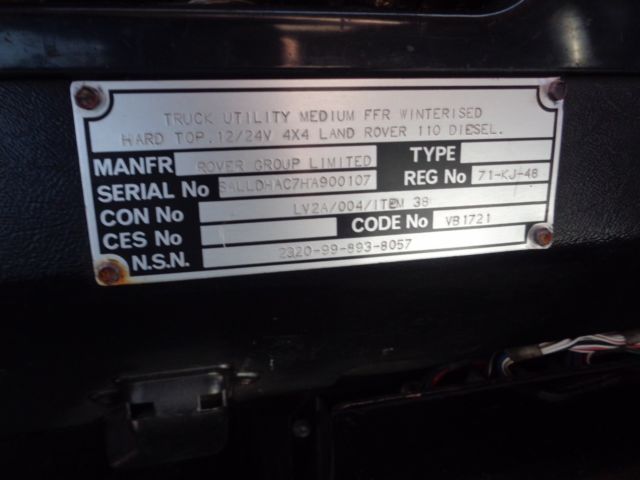 TRUCK UTILITY MEDIUM FFR WINTERISED
HARD TOP.12/24V 4X4 LAND ROVER 110 DIESEL.
MANFR ROVER GROUP LIMITED TYPE
SERIAL No SALLDHAC7HA900107 REG No 71-KJ-48
CON No LV2A/004/ITEM 38
CES No CODE No VB1721
N.S.N. 2320-99-893-8057